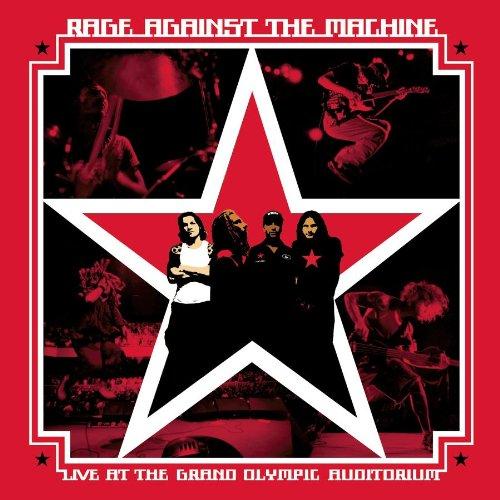 RAGE AGAINST THE MACHINE
LIVE AT THE GRAND OLYMPIC AUDITORIUM